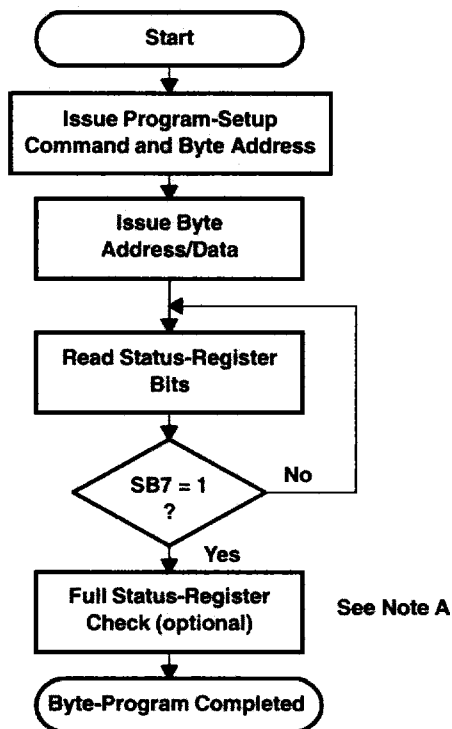 Start
Issue Program-Setup
Command and Byte Address
Issue Byte
Address/Data
Read Status-Register
Bits
SB7 = 1
?
No
Yes
Full Status-Register
Check (optional)
See Note A
Byte-Program Completed